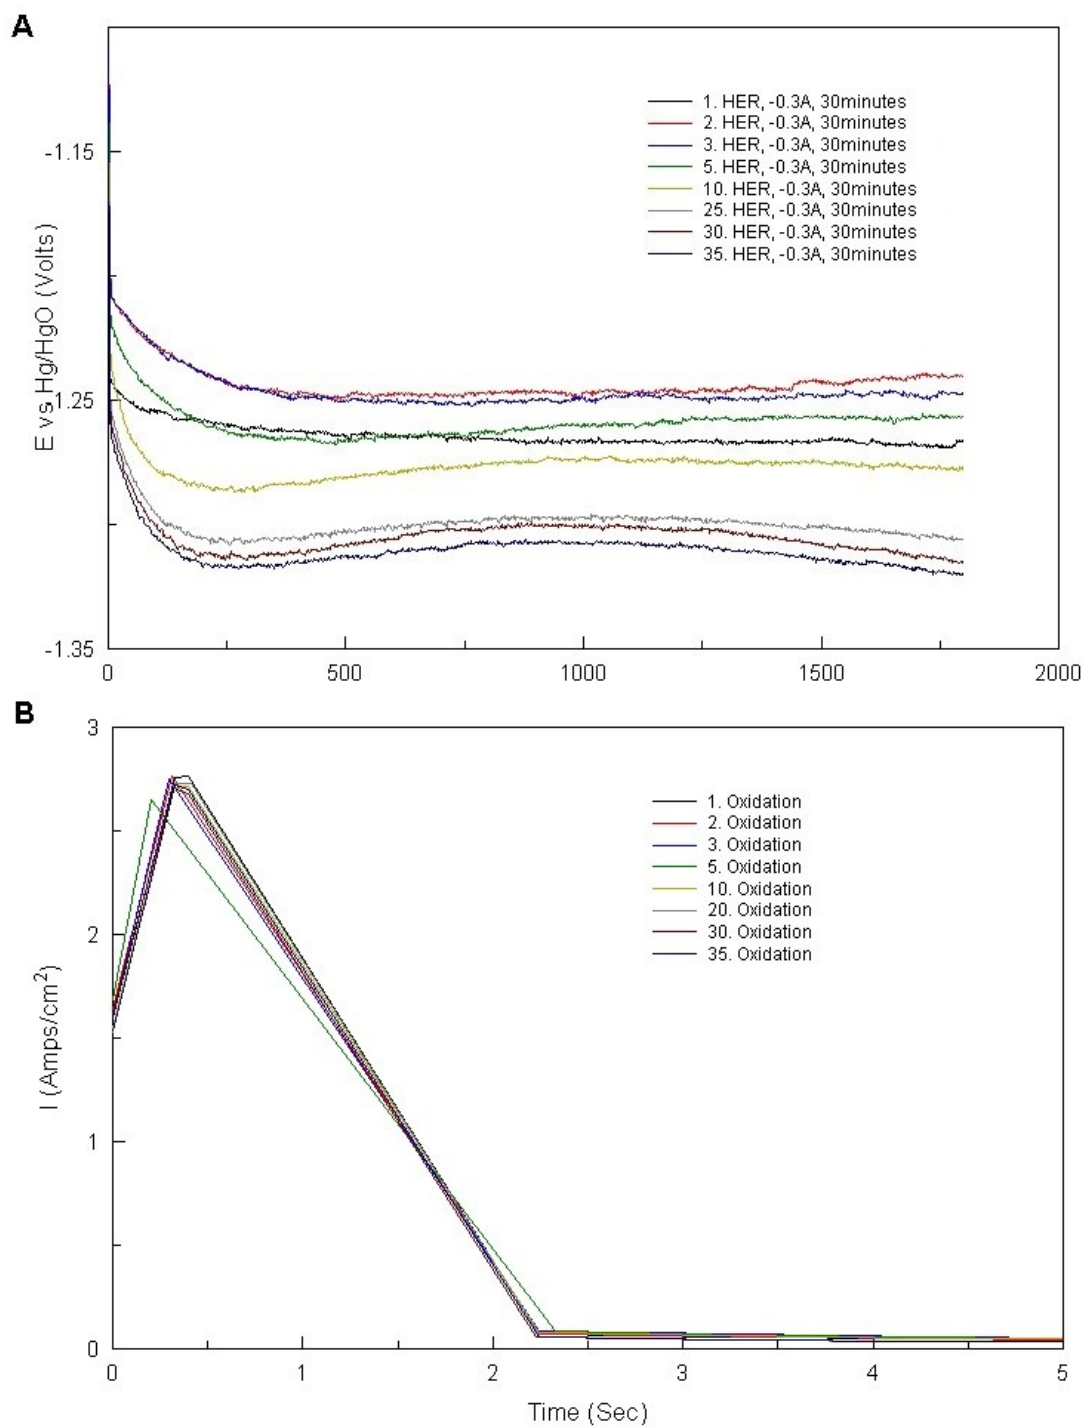 A
-1.15
-1.25
-1.35
E vs Hg/HgO (Volts)
1. HER, -0.3A, 30minutes
2. HER, -0.3A, 30minutes
3. HER, -0.3A, 30minutes
5. HER, -0.3A, 30minutes
10. HER, -0.3A, 30minutes
25. HER, -0.3A, 30minutes
30. HER, -0.3A, 30minutes
35. HER, -0.3A, 30minutes
0 500 1000 1500 2000
B
3
2
1
0
I (Amps/cm²)
1. Oxidation
2. Oxidation
3. Oxidation
5. Oxidation
10. Oxidation
20. Oxidation
30. Oxidation
35. Oxidation
0 1 2 3 4 5
Time (Sec)